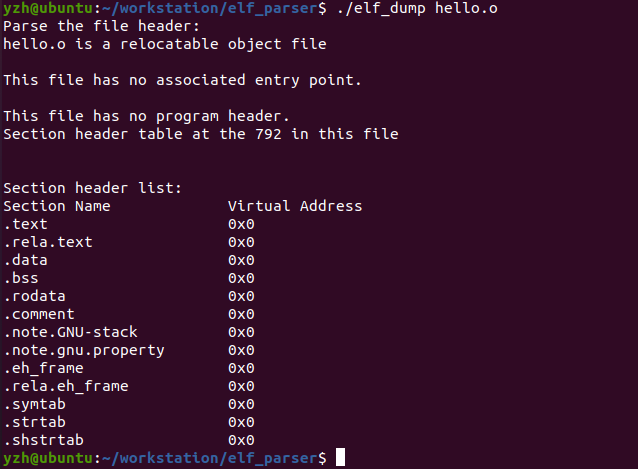 yzh@ubuntu:~/workstation/elf_parser$ ./elf_dump hello.o
Parse the file header:
hello.o is a relocatable object file
This file has no associated entry point.
This file has no program header.
Section header table at the 792 in this file
Section header list:
Section Name             Virtual Address
.text                    0x0
.rela.text               0x0
.data                    0x0
.bss                     0x0
.rodata                  0x0
.comment                 0x0
.note.GNU-stack          0x0
.note.gnu.property       0x0
.eh_frame                0x0
.rela.eh_frame           0x0
.symtab                  0x0
.strtab                  0x0
.shstrtab                0x0
yzh@ubuntu:~/workstation/elf_parser$